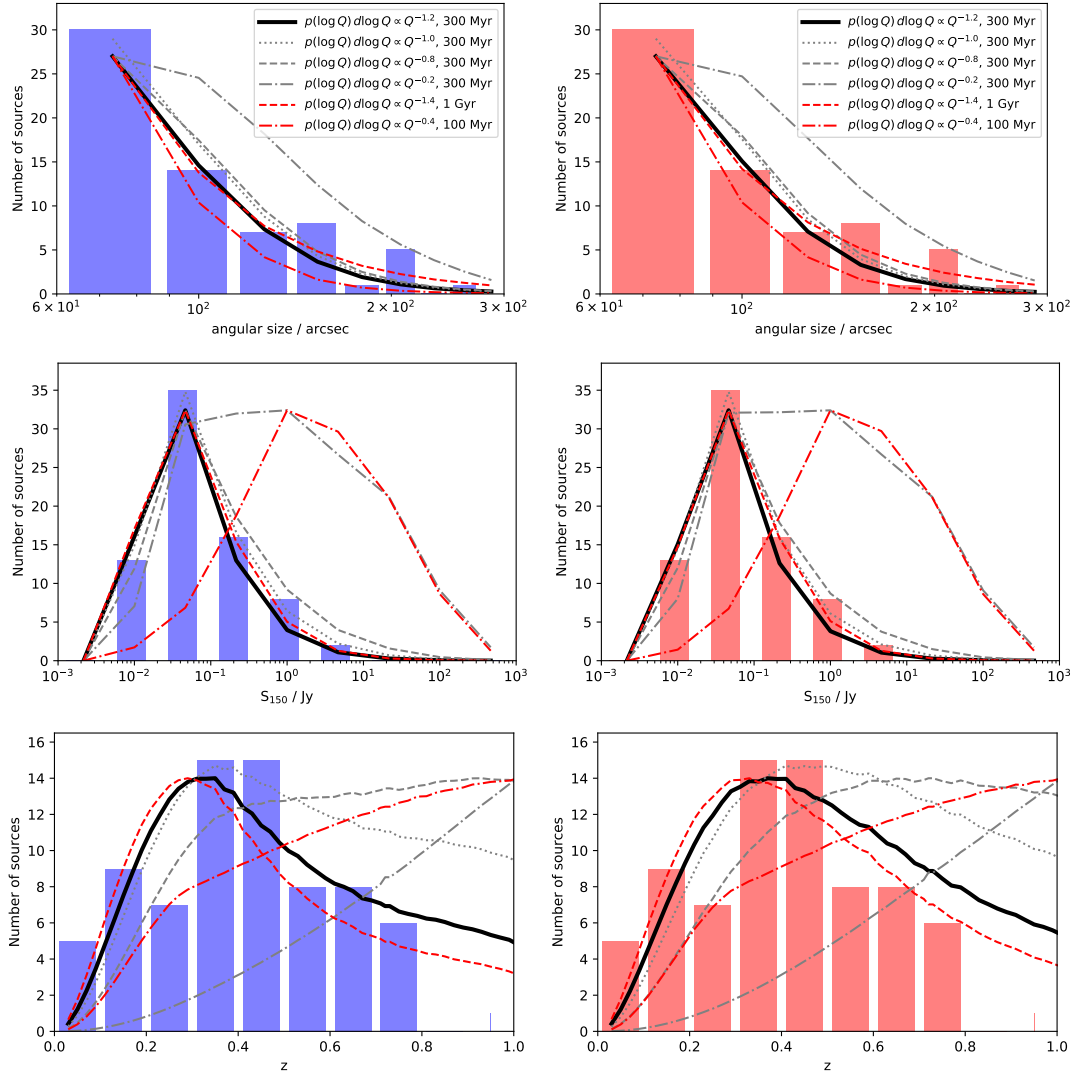 p(log Q) d log Q ∝ Q^−1.2, 300 Myr
p(log Q) d log Q ∝ Q^−1.0, 300 Myr
p(log Q) d log Q ∝ Q^−0.8, 300 Myr
p(log Q) d log Q ∝ Q^−0.2, 300 Myr
p(log Q) d log Q ∝ Q^−1.4, 1 Gyr
p(log Q) d log Q ∝ Q^−0.4, 100 Myr
Number of sources
30
25
20
15
10
5
0
6 × 10^1
10^2
2 × 10^2
3 × 10^2
angular size / arcsec
p(log Q) d log Q ∝ Q^−1.2, 300 Myr
p(log Q) d log Q ∝ Q^−1.0, 300 Myr
p(log Q) d log Q ∝ Q^−0.8, 300 Myr
p(log Q) d log Q ∝ Q^−0.2, 300 Myr
p(log Q) d log Q ∝ Q^−1.4, 1 Gyr
p(log Q) d log Q ∝ Q^−0.4, 100 Myr
Number of sources
30
25
20
15
10
5
0
6 × 10^1
10^2
2 × 10^2
3 × 10^2
angular size / arcsec
Number of sources
35
30
25
20
15
10
5
0
10^−3
10^−2
10^−1
10^0
10^1
10^2
10^3
S_150 / Jy
Number of sources
35
30
25
20
15
10
5
0
10^−3
10^−2
10^−1
10^0
10^1
10^2
10^3
S_150 / Jy
Number of sources
16
14
12
10
8
6
4
2
0
0.0
0.2
0.4
0.6
0.8
1.0
z
Number of sources
16
14
12
10
8
6
4
2
0
0.0
0.2
0.4
0.6
0.8
1.0
z